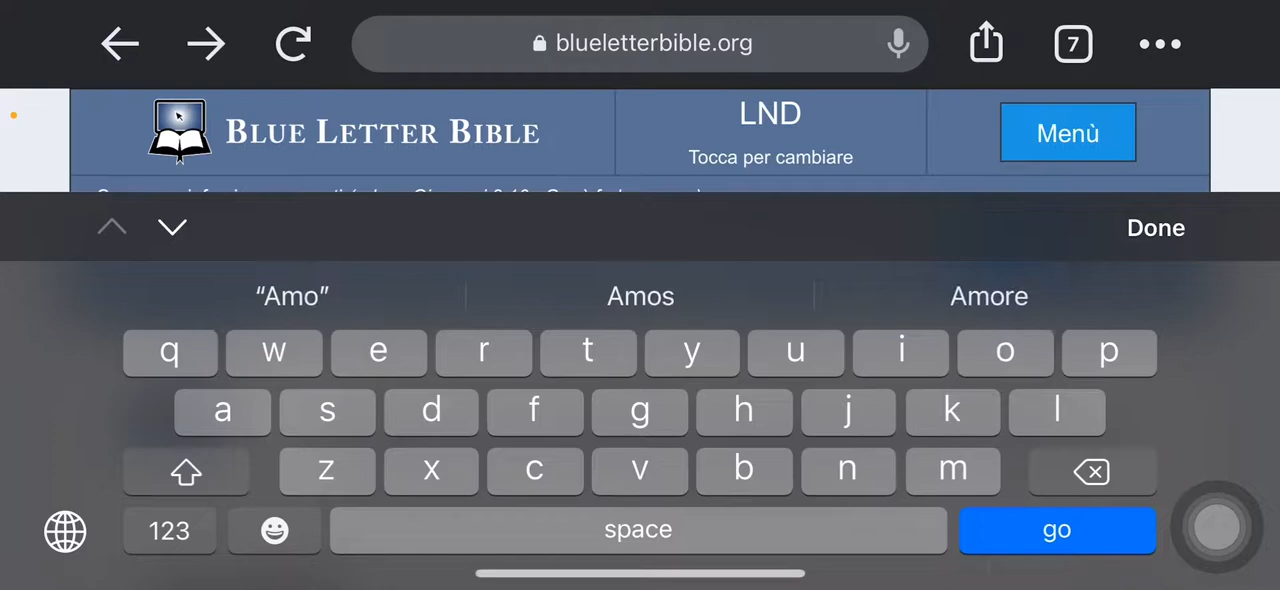 blueletterbible.org
7
BLUE LETTER BIBLE
LND
Tocca per cambiare
Menù
Done
“Amo”
Amos
Amore
q w e r t y u i o p
a s d f g h j k l
z x c v b n m
123
space
go